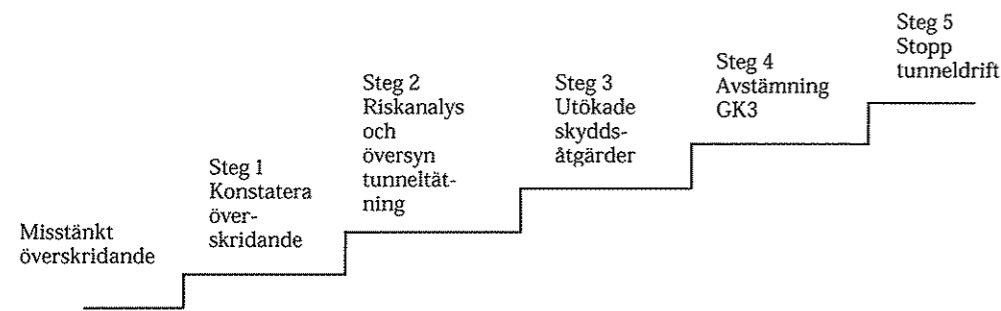 Misstänkt
överskridande
Steg 1
Konstatera
över-
skridande
Steg 2
Riskanalys
och
översyn
tunneltät-
ning
Steg 3
Utökade
skydds-
åtgärder
Steg 4
Avstämning
GK3
Steg 5
Stopp
tunneldrift